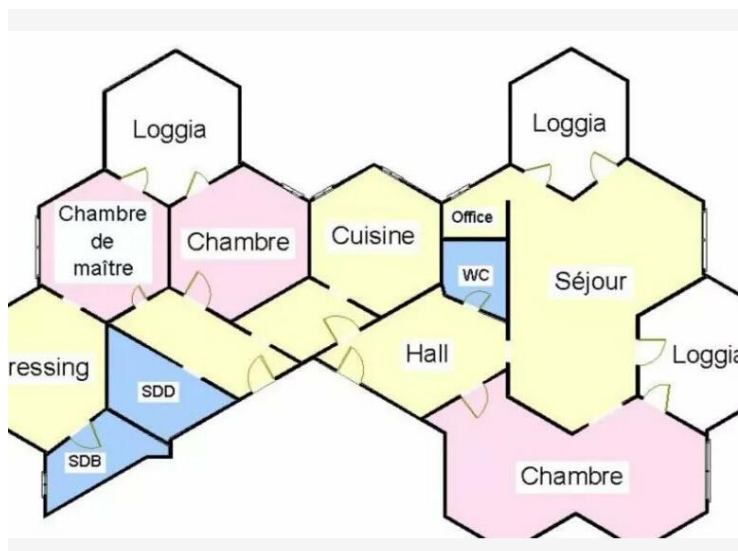 Loggia
Loggia
Chambre
de
maître
Chambre
Cuisine
Office
WC
Séjour
ressing
SDD
Hall
Loggia
SDB
Chambre